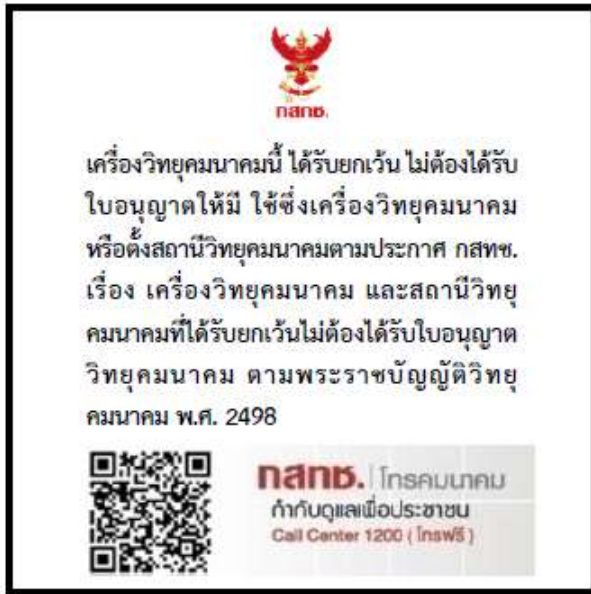 กสทช.
เครื่องวิทยุคมนาคมนี้ ได้รับยกเว้น ไม่ต้องได้รับ
ใบอนุญาตให้มี ใช้ซึ่งเครื่องวิทยุคมนาคม
หรือตั้งสถานีวิทยุคมนาคมตามประกาศ กสทช.
เรื่อง เครื่องวิทยุคมนาคม และสถานีวิทยุ
คมนาคมที่ได้รับยกเว้นไม่ต้องได้รับใบอนุญาต
วิทยุคมนาคม ตามพระราชบัญญัติวิทยุ
คมนาคม พ.ศ. 2498
กสทช. โทรคมนาคม
กำกับดูแลเพื่อประชาชน
Call Center 1200 ( โทรฟรี )